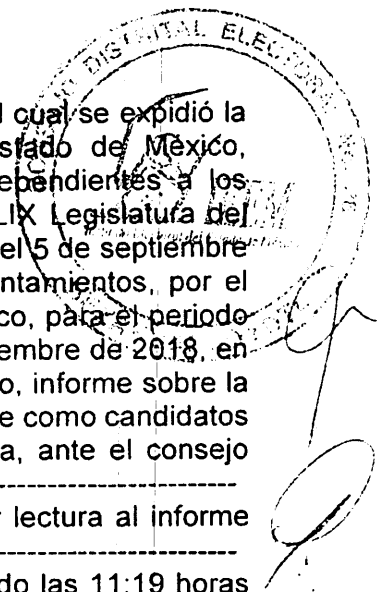 DISTRITAL ELECTORAL
l cual se expidió la
stado de México,
ependientes a los
LIX Legislatura del
el 5 de septiembre
ntamientos, por el
co, para el periodo
embre de 2018, en
o, informe sobre la
e como candidatos
a, ante el consejo
--------------------------------
r lectura al informe
--------------------------------
do las 11:19 horas